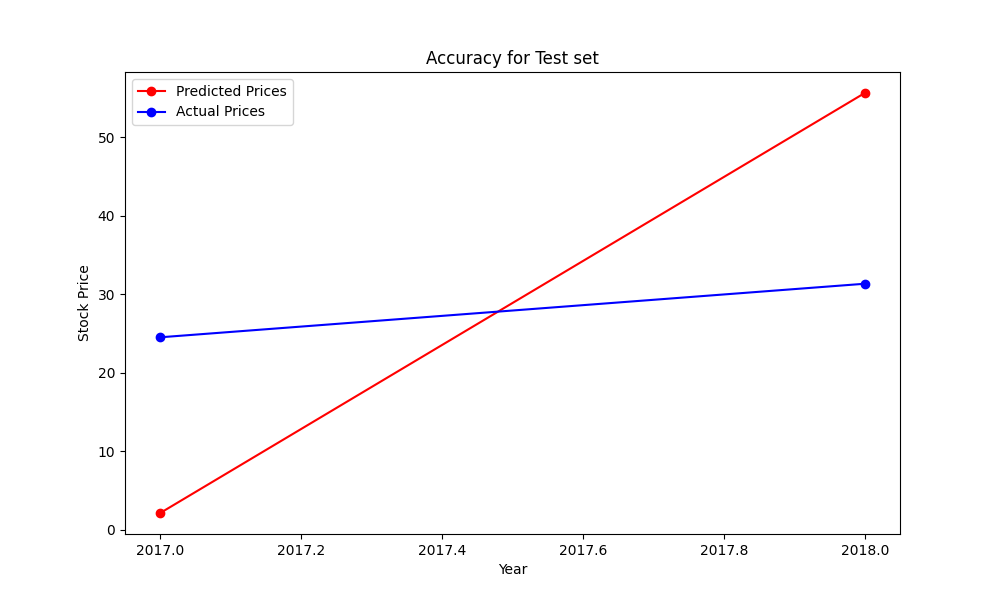 Accuracy for Test set
Predicted Prices
Actual Prices
50
40
30
20
10
0
Stock Price
2017.0 2017.2 2017.4 2017.6 2017.8 2018.0
Year